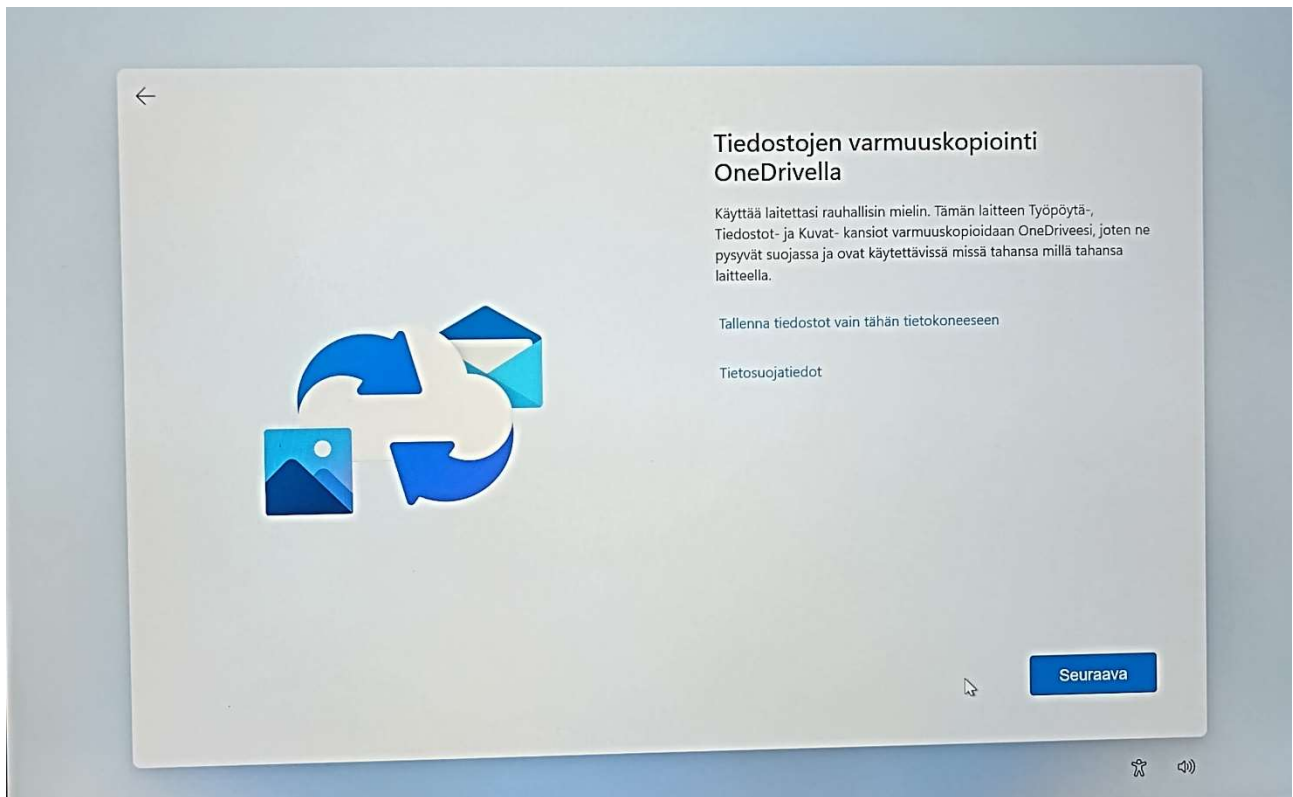 Tiedostojen varmuuskopiointi
OneDrivella
Käyttää laitettasi rauhallisin mielin. Tämän laitteen Työpöytä-,
Tiedostot- ja Kuvat- kansiot varmuuskopioidaan OneDriveesi, joten ne
pysyvät suojassa ja ovat käytettävissä missä tahansa millä tahansa
laitteella.
Tallenna tiedostot vain tähän tietokoneeseen
Tietosuojatiedot
Seuraava